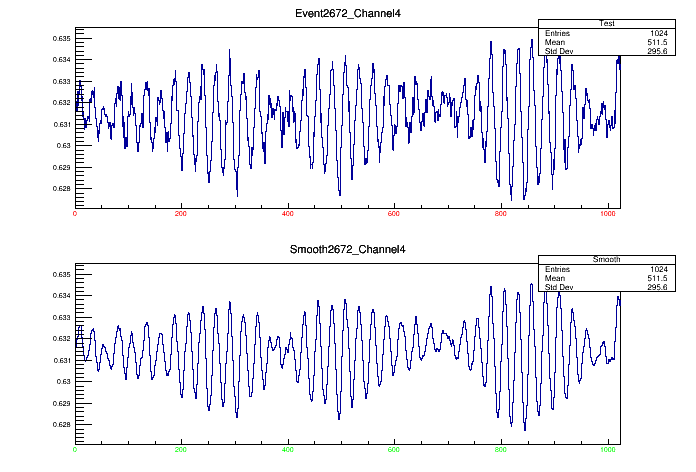 Event2672_Channel4
Test
Entries 1024
Mean 511.5
Std Dev 295.6
0.635
0.634
0.633
0.632
0.631
0.63
0.629
0.628
0 200 400 600 800 1000
Smooth2672_Channel4
Smooth
Entries 1024
Mean 511.5
Std Dev 295.6
0.635
0.634
0.633
0.632
0.631
0.63
0.629
0.628
0 200 400 600 800 1000